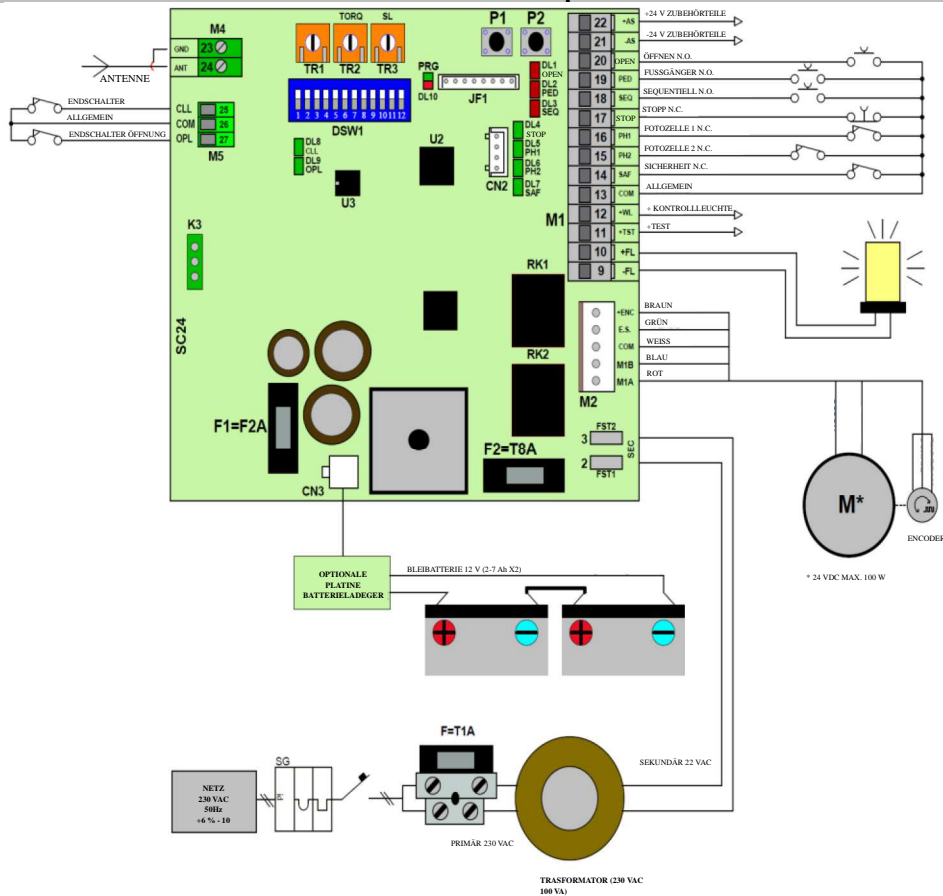 M4
GND 23
ANT 24
ANTENNE
ENDSCHALTER
ALLGEMEIN
ENDSCHALTER ÖFFNUNG
CLL 25
COM 26
OPL 27
M5
TORQ SL
TR1 TR2 TR3
P1 P2
PRG
DL10
JF1
1 2 3 4 5 6 7 8 9 10 11 12
DSW1
DL1
OPEN
DL2
PED
DL3
SEQ
DL4
STOP
DL5
PH1
DL6
PH2
DL7
SAF
DL8
CLL
DL9
OPL
U2
U3
CN2
K3
SC24
M1
22 +AS +24 V ZUBEHÖRTEILE
21 -AS -24 V ZUBEHÖRTEILE
20 OPEN ÖFFNEN N.O.
19 PED FUSSGÄNGER N.O.
18 SEQ SEQUENTIELL N.O.
17 STOP STOPP N.C.
16 PH1 FOTOZELLE 1 N.C.
15 PH2 FOTOZELLE 2 N.C.
14 SAF SICHERHEIT N.C.
13 COM ALLGEMEIN
12 +WL + KONTROLLEUCHTE
11 +TST +TEST
10 +FL
9 -FL
RK1
RK2
+ENC BRAUN
E.S. GRÜN
COM WEISS
M1B BLAU
M1A ROT
M2
F1=F2A
F2=T8A
CN3
3 FST2
2 FST1
SEC
M*
ENCODER
* 24 VDC MAX. 100 W
OPTIONALE
PLATINE
BATTERIELADEGER
BLEIBATTERIE 12 V (2-7 Ah X2)
F=T1A
SG
NETZ
230 VAC
50Hz
+6 % - 10
PRIMÄR 230 VAC
SEKUNDÄR 22 VAC
TRASFORMATOR (230 VAC
100 VA)